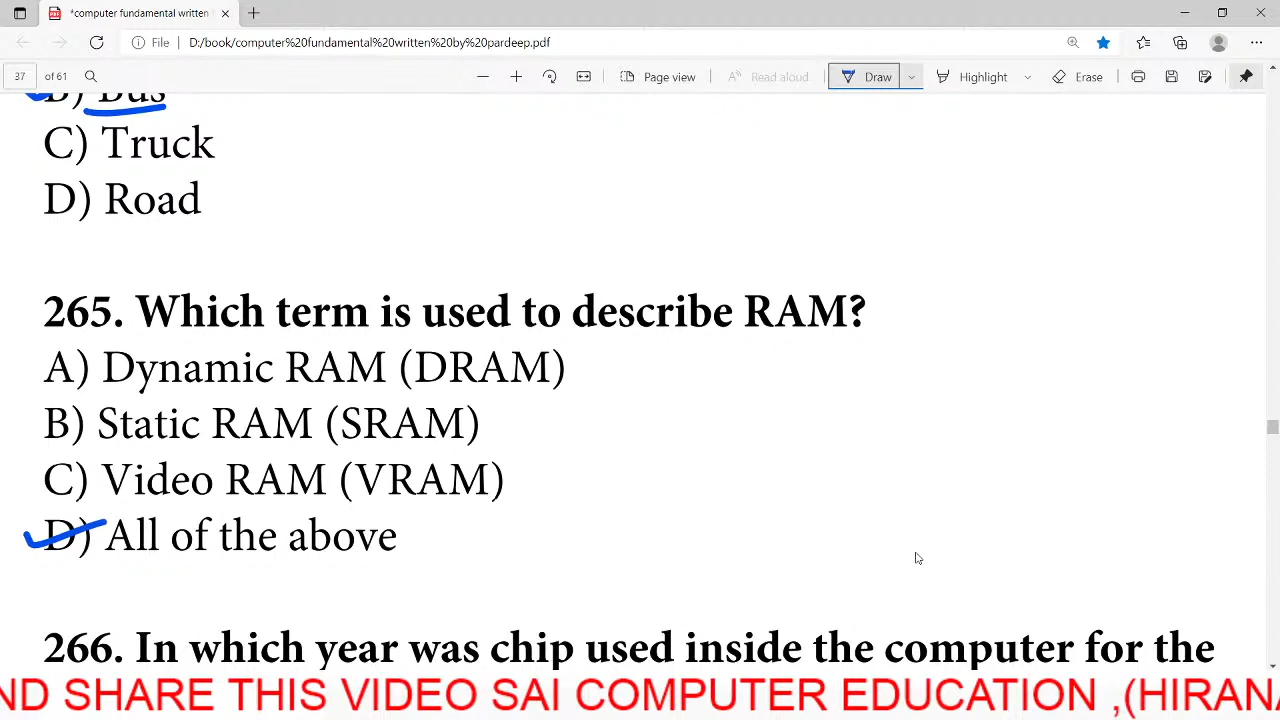 *computer fundamental written
File
D:/book/computer%20fundamental%20written%20by%20pardeep.pdf
37 of 61
Page view
Read aloud
Draw
Highlight
Erase
B) Bus
C) Truck
D) Road
265. Which term is used to describe RAM?
A) Dynamic RAM (DRAM)
B) Static RAM (SRAM)
C) Video RAM (VRAM)
D) All of the above
266. In which year was chip used inside the computer for the
ND SHARE THIS VIDEO SAI COMPUTER EDUCATION ,(HIRANA